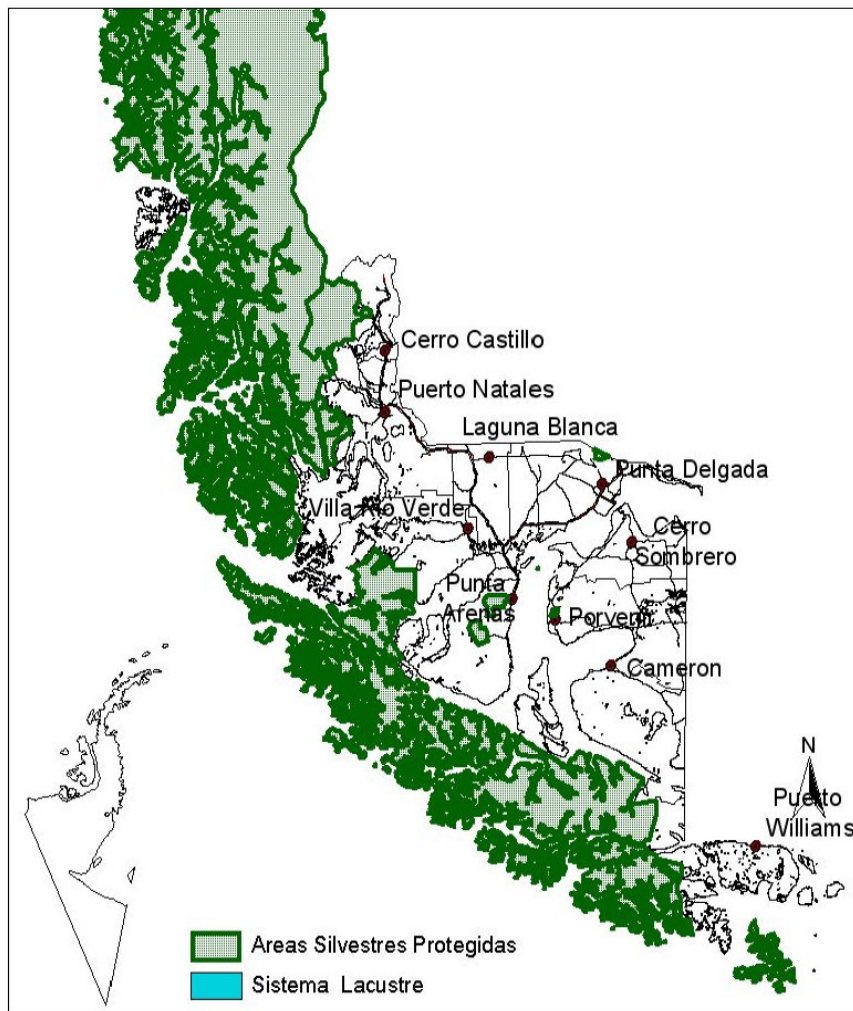 Cerro Castillo
Puerto Natales
Laguna Blanca
Punta Delgada
Villa Rio Verde
Cerro
Sombrero
Punta
Arenas
Porvenir
Cameron
N
Puerto
Williams
Areas Silvestres Protegidas
Sistema Lacustre